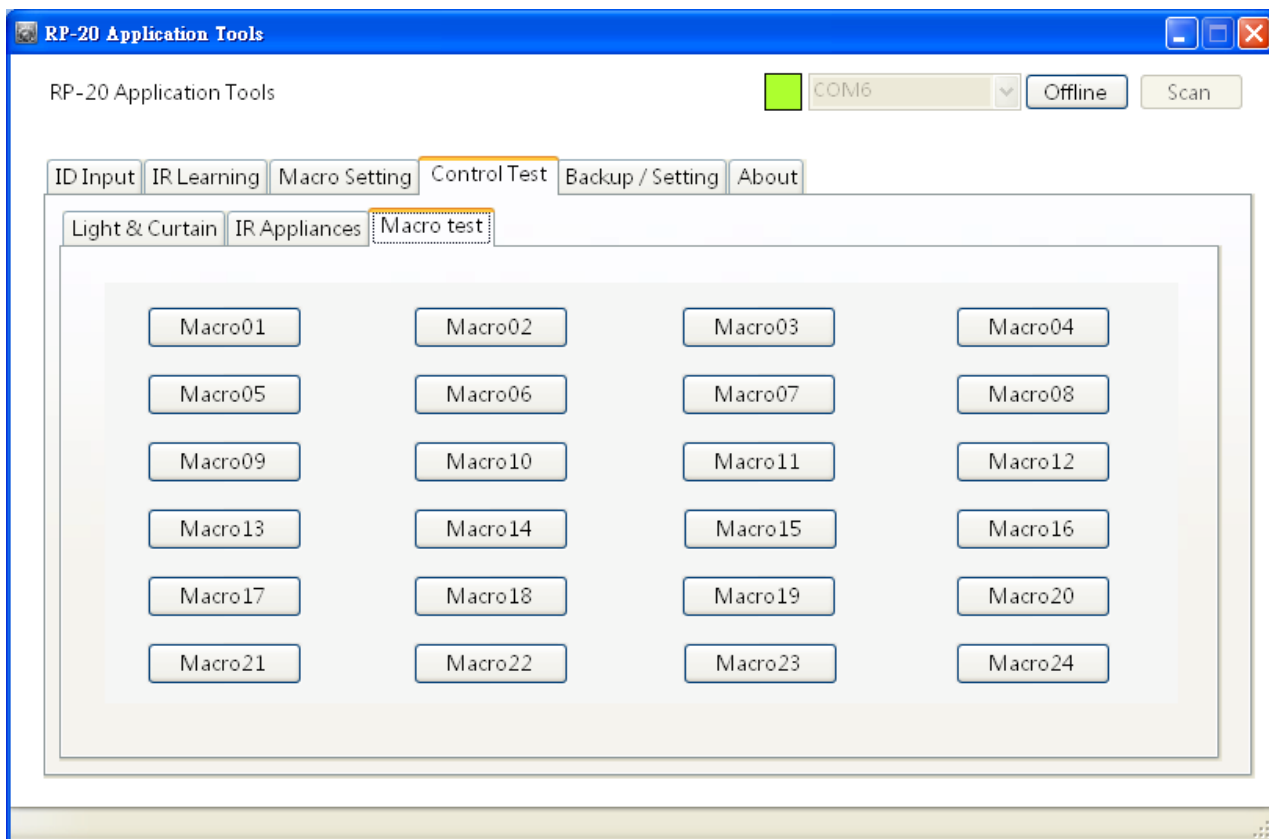 RP-20 Application Tools
RP-20 Application Tools COM6 Offline Scan
ID Input IR Learning Macro Setting Control Test Backup / Setting About
Light & Curtain IR Appliances Macro test
Macro01 Macro02 Macro03 Macro04
Macro05 Macro06 Macro07 Macro08
Macro09 Macro10 Macro11 Macro12
Macro13 Macro14 Macro15 Macro16
Macro17 Macro18 Macro19 Macro20
Macro21 Macro22 Macro23 Macro24